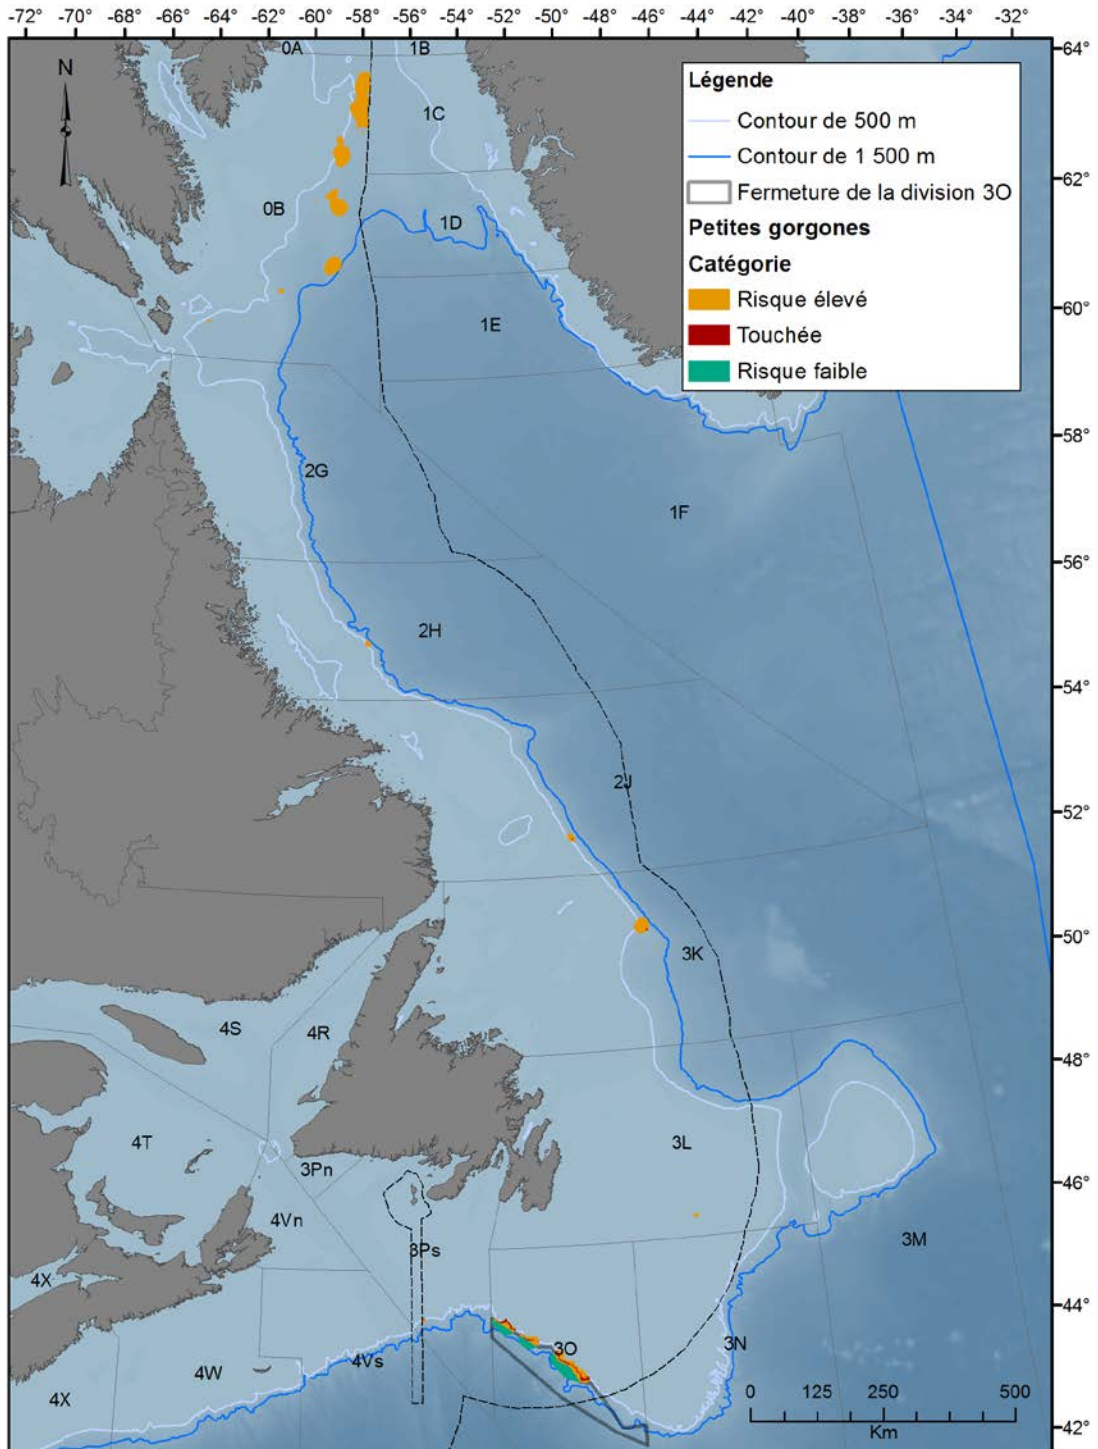 -72° -70° -68° -66° -64° -62° -60° -58° -56° -54° -52° -50° -48° -46° -44° -42° -40° -38° -36° -34° -32°
N
0A
1B
64°
Légende
Contour de 500 m
Contour de 1 500 m
Fermeture de la division 3O
Petites gorgones
Catégorie
Risque élevé
Touchée
Risque faible
1C
62°
0B
1D
60°
1E
58°
2G
1F
56°
2H
54°
2J
52°
50°
3K
4S
4R
48°
4T
3L
3Pn
46°
4Vn
3Ps
3M
4X
44°
3O
3N
4Vs
4W
4X
0 125 250 500
Km
42°